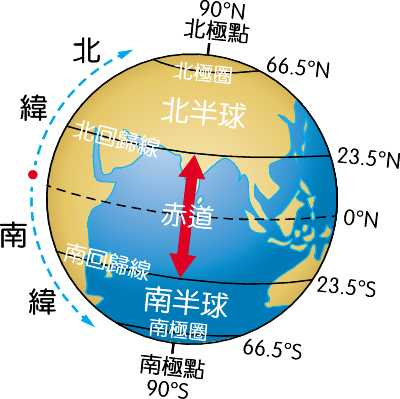 90°N
北極點
北緯
北極圈
66.5°N
北半球
北回歸線
23.5°N
赤道
0°N
南緯
南回歸線
23.5°S
南半球
南極圈
66.5°S
南極點
90°S